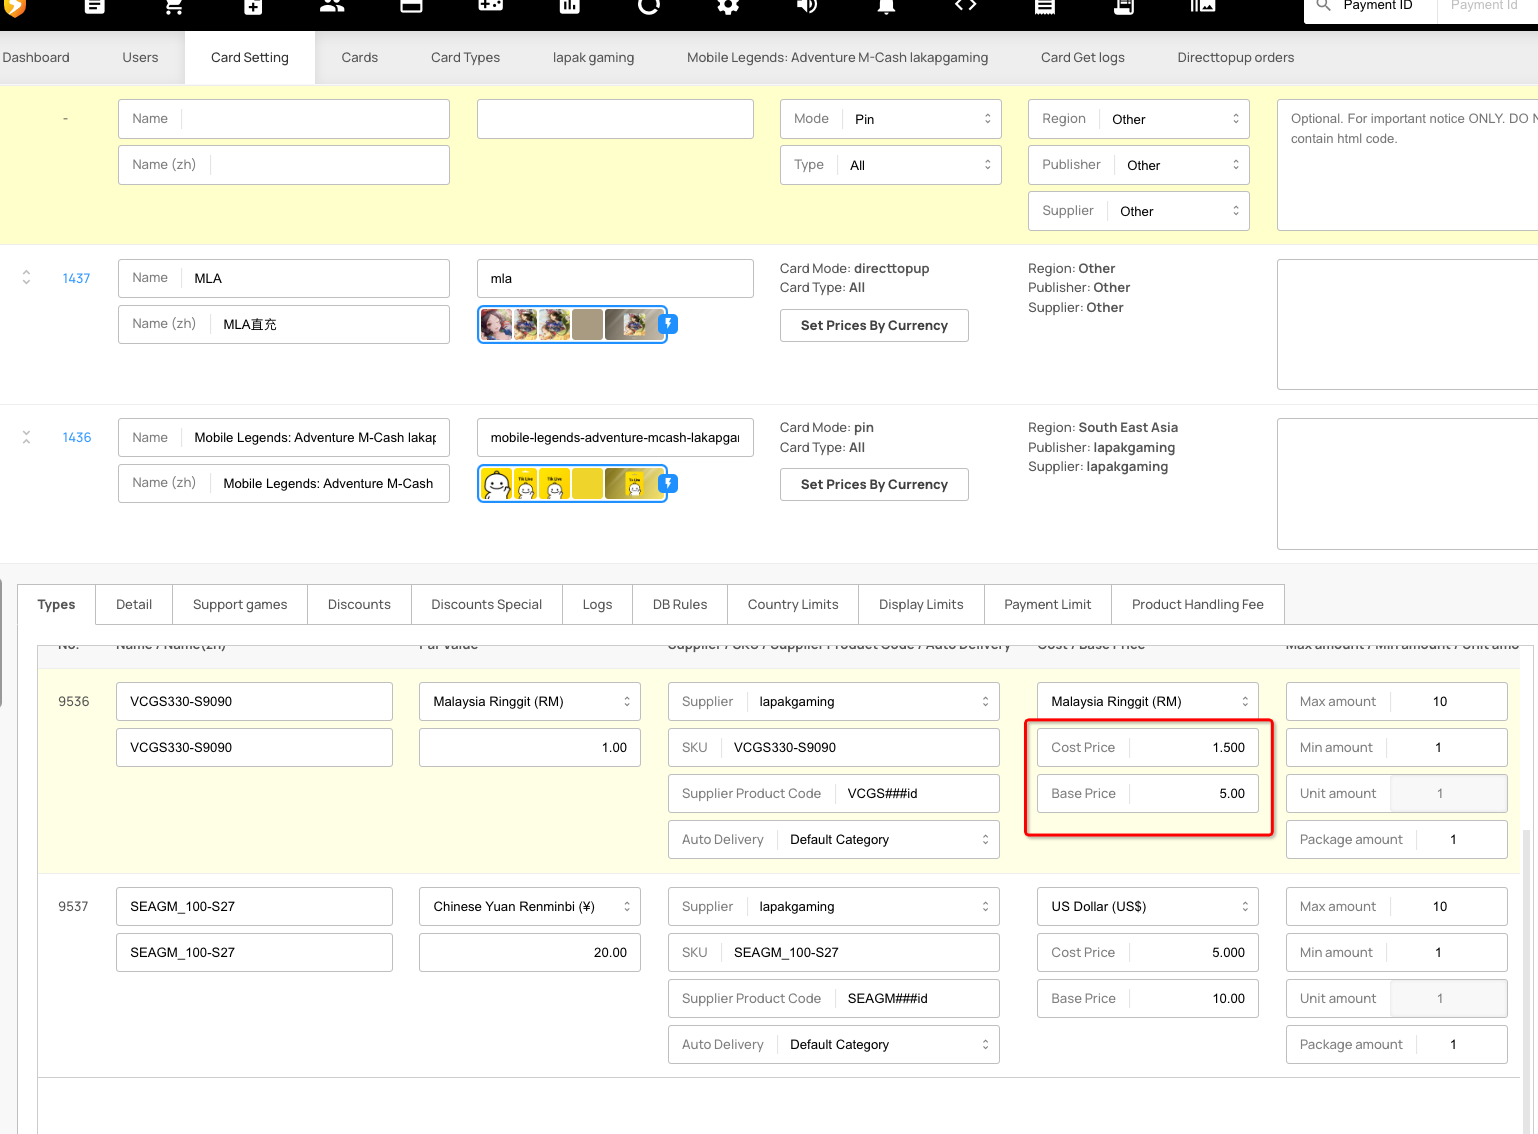 Payment ID
Payment Id
Dashboard
Users
Card Setting
Cards
Card Types
lapak gaming
Mobile Legends: Adventure M-Cash lakapgaming
Card Get logs
Directtopup orders
-
Name
Mode
Pin
Region
Other
Optional. For important notice ONLY. DO N
contain html code.
Name (zh)
Type
All
Publisher
Other
Supplier
Other
1437
Name
MLA
mla
Card Mode: directtopup
Card Type: All
Region: Other
Publisher: Other
Supplier: Other
Name (zh)
MLA直充
Set Prices By Currency
1436
Name
Mobile Legends: Adventure M-Cash lakap
mobile-legends-adventure-mcash-lakapgai
Card Mode: pin
Card Type: All
Region: South East Asia
Publisher: lapakgaming
Supplier: lapakgaming
Name (zh)
Mobile Legends: Adventure M-Cash
Set Prices By Currency
Types
Detail
Support games
Discounts
Discounts Special
Logs
DB Rules
Country Limits
Display Limits
Payment Limit
Product Handling Fee
No.
Name / Name(zh)
Par value
Supplier / SKU / Supplier Product Code / Auto Delivery
Cost / Base Price
Max amount / Min amount / Unit amo
9536
VCGS330-S9090
Malaysia Ringgit (RM)
Supplier
lapakgaming
Malaysia Ringgit (RM)
Max amount
10
VCGS330-S9090
1.00
SKU
VCGS330-S9090
Cost Price
1.500
Min amount
1
Supplier Product Code
VCGS###id
Base Price
5.00
Unit amount
1
Auto Delivery
Default Category
Package amount
1
9537
SEAGM_100-S27
Chinese Yuan Renminbi (¥)
Supplier
lapakgaming
US Dollar (US$)
Max amount
10
SEAGM_100-S27
20.00
SKU
SEAGM_100-S27
Cost Price
5.000
Min amount
1
Supplier Product Code
SEAGM###id
Base Price
10.00
Unit amount
1
Auto Delivery
Default Category
Package amount
1